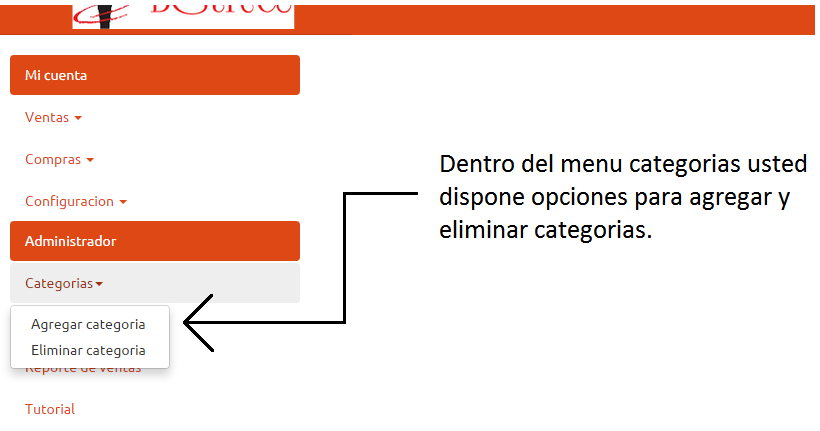 Mi cuenta
Ventas
Compras
Configuracion
Administrador
Categorias
Agregar categoria
Eliminar categoria
Reporte de ventas
Tutorial
Dentro del menu categorias usted
dispone opciones para agregar y
eliminar categorias.